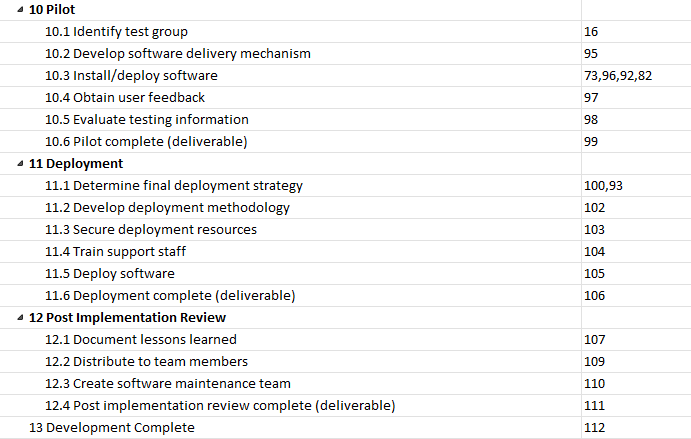 10 Pilot
10.1 Identify test group 16
10.2 Develop software delivery mechanism 95
10.3 Install/deploy software 73,96,92,82
10.4 Obtain user feedback 97
10.5 Evaluate testing information 98
10.6 Pilot complete (deliverable) 99
11 Deployment
11.1 Determine final deployment strategy 100,93
11.2 Develop deployment methodology 102
11.3 Secure deployment resources 103
11.4 Train support staff 104
11.5 Deploy software 105
11.6 Deployment complete (deliverable) 106
12 Post Implementation Review
12.1 Document lessons learned 107
12.2 Distribute to team members 109
12.3 Create software maintenance team 110
12.4 Post implementation review complete (deliverable) 111
13 Development Complete 112